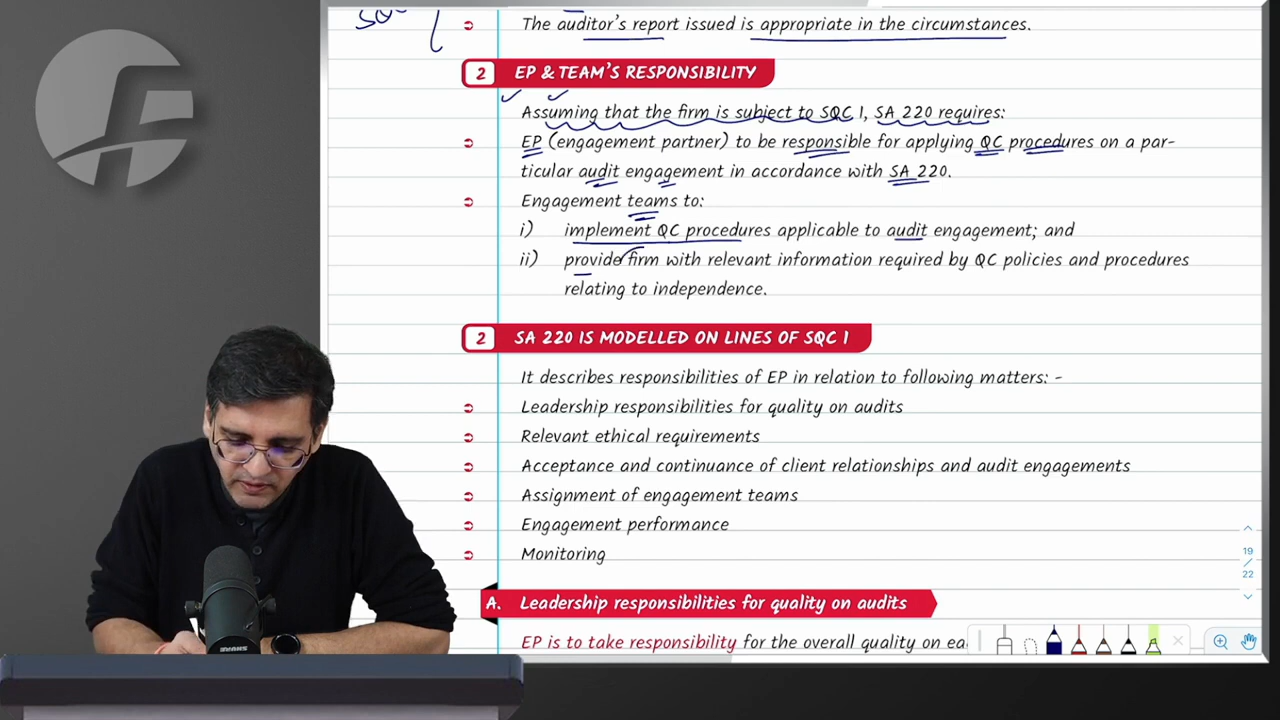 SQC
➲ The auditor's report issued is appropriate in the circumstances.
2 EP & TEAM'S RESPONSIBILITY
Assuming that the firm is subject to SQC 1, SA 220 requires:
➲ EP (engagement partner) to be responsible for applying QC procedures on a par-
ticular audit engagement in accordance with SA 220.
➲ Engagement teams to:
i) implement QC procedures applicable to audit engagement; and
ii) provide firm with relevant information required by QC policies and procedures
relating to independence.
2 SA 220 IS MODELLED ON LINES OF SQC 1
It describes responsibilities of EP in relation to following matters: -
➲ Leadership responsibilities for quality on audits
➲ Relevant ethical requirements
➲ Acceptance and continuance of client relationships and audit engagements
➲ Assignment of engagement teams
➲ Engagement performance
➲ Monitoring
19
/
22
A. Leadership responsibilities for quality on audits
EP is to take responsibility for the overall quality on ea